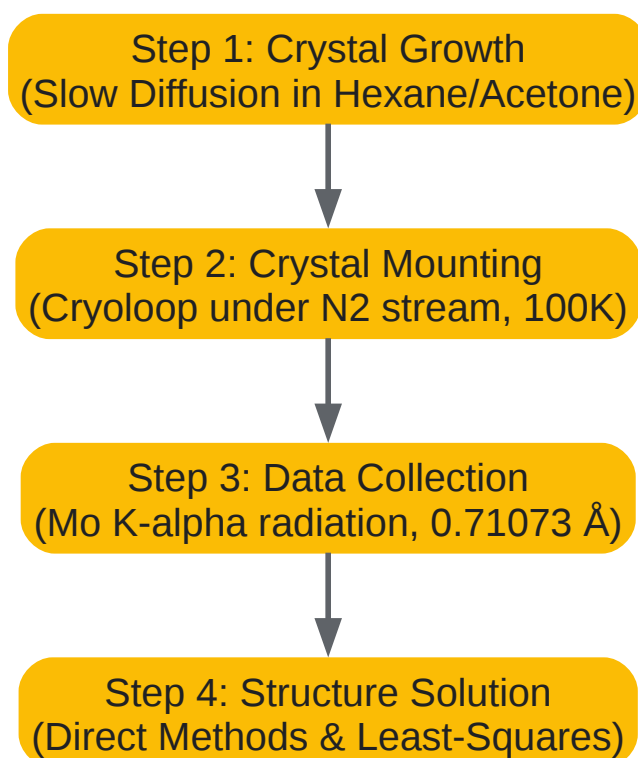 Step 1: Crystal Growth
(Slow Diffusion in Hexane/Acetone)
Step 2: Crystal Mounting
(Cryoloop under N2 stream, 100K)
Step 3: Data Collection
(Mo K-alpha radiation, 0.71073 Å)
Step 4: Structure Solution
(Direct Methods & Least-Squares)